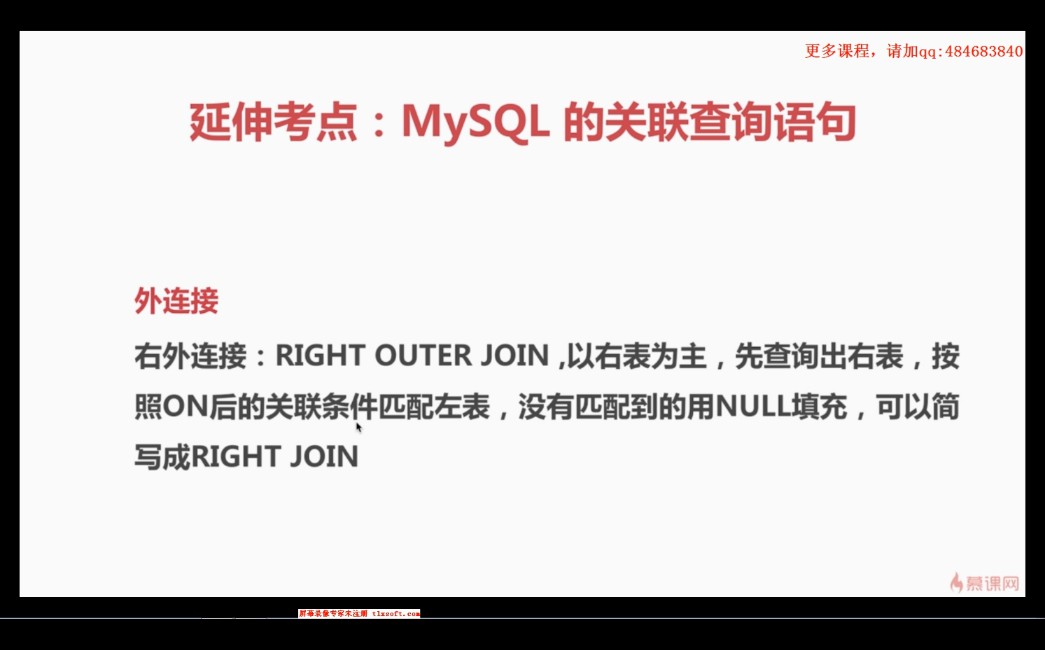 更多课程，请加qq:484683840
延伸考点：MySQL 的关联查询语句
外连接
右外连接：RIGHT OUTER JOIN ,以右表为主，先查询出右表，按
照ON后的关联条件匹配左表，没有匹配到的用NULL填充，可以简
写成RIGHT JOIN
慕课网
屏幕录像专家未注册 tlxsoft.com